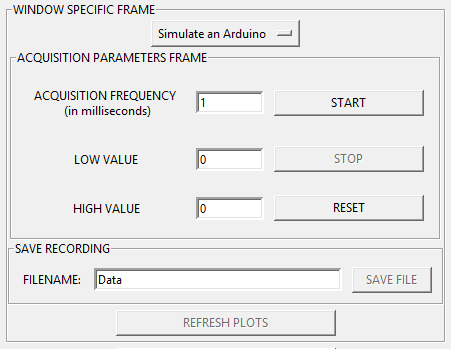 WINDOW SPECIFIC FRAME
Simulate an Arduino
ACQUISITION PARAMETERS FRAME
ACQUISITION FREQUENCY
(in milliseconds)
1
START
LOW VALUE
0
STOP
HIGH VALUE
0
RESET
SAVE RECORDING
FILENAME:
Data
SAVE FILE
REFRESH PLOTS